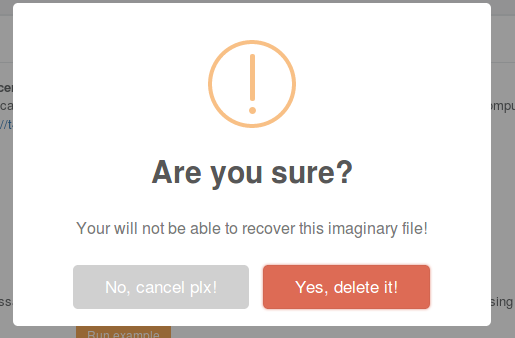 Are you sure?
Your will not be able to recover this imaginary file!
No, cancel plx!
Yes, delete it!
Run example